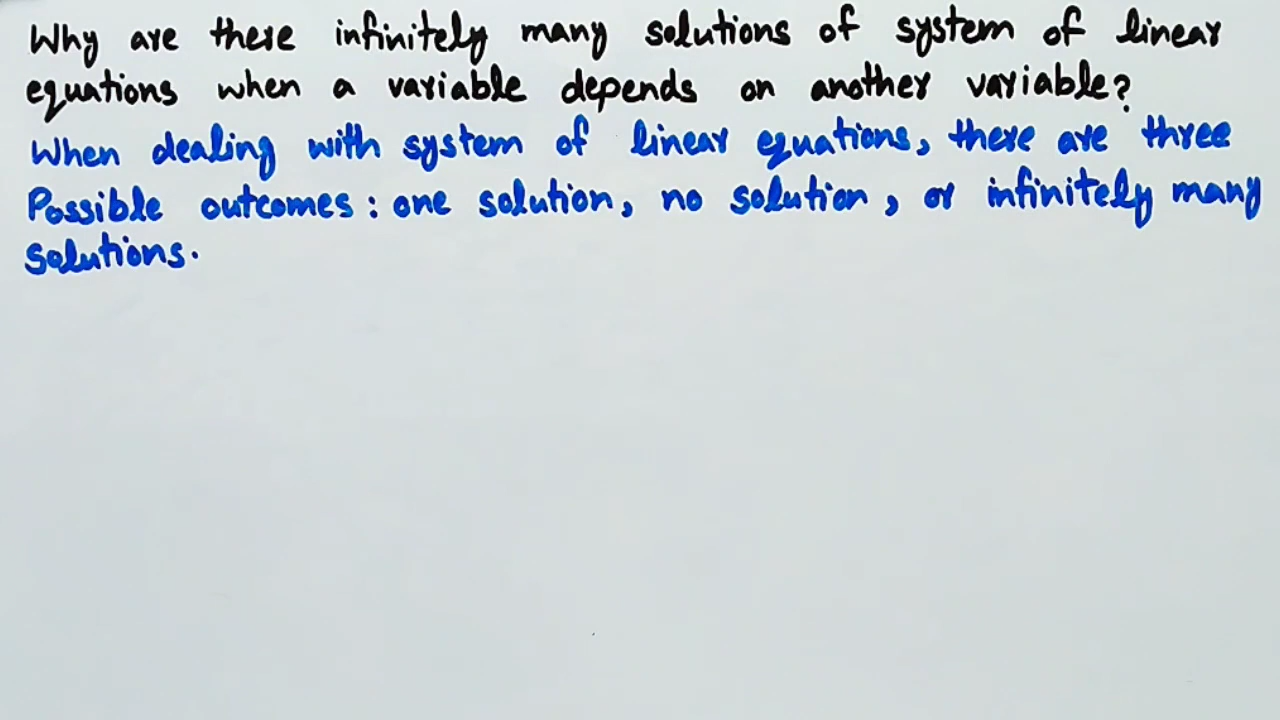 Why are there infinitely many solutions of system of linear
equations when a variable depends on another variable?
When dealing with system of linear equations, there are three
Possible outcomes: one solution, no solution, or infinitely many
solutions.